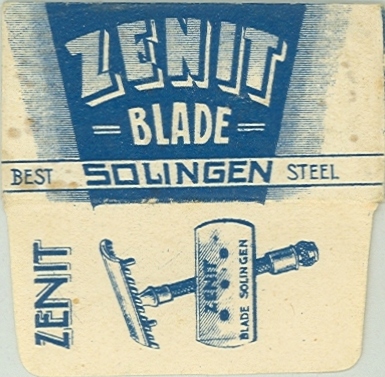 ZENIT
= BLADE =
BEST SOLINGEN STEEL
ZENIT
ZENIT
BLADE SOLINGEN